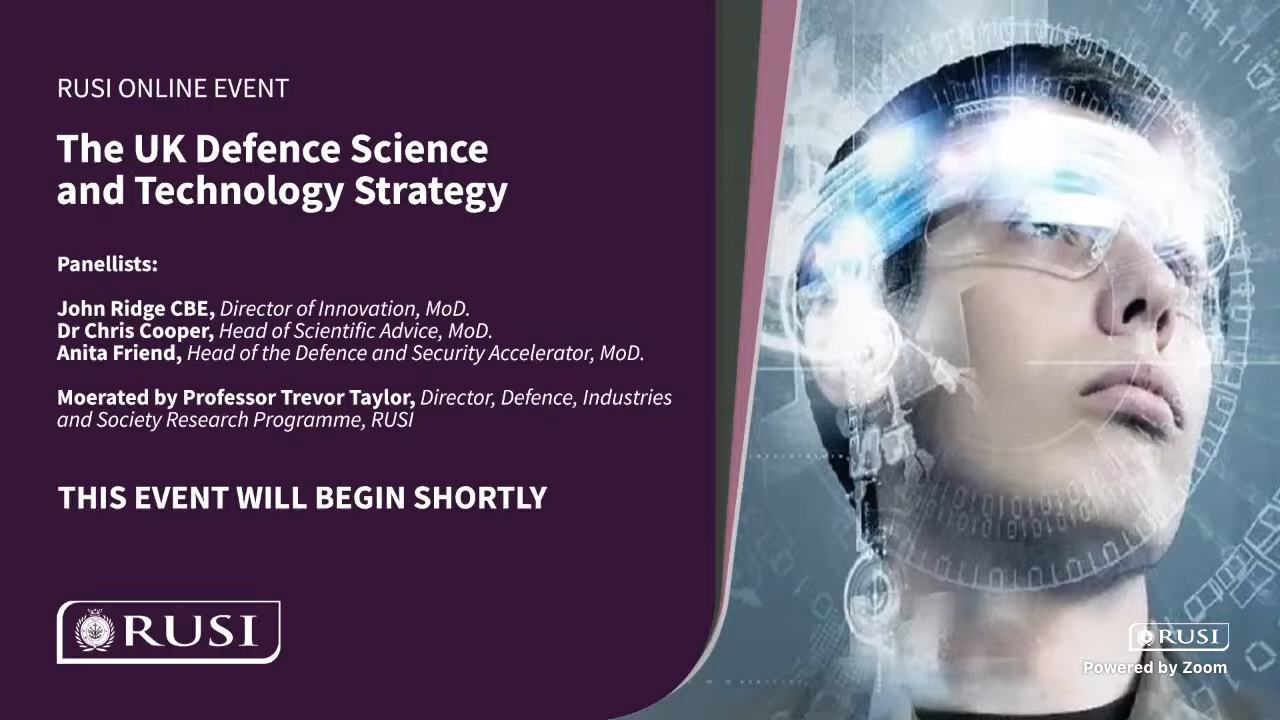 RUSI ONLINE EVENT
The UK Defence Science
and Technology Strategy
Panellists:
John Ridge CBE, Director of Innovation, MoD.
Dr Chris Cooper, Head of Scientific Advice, MoD.
Anita Friend, Head of the Defence and Security Accelerator, MoD.
Moerated by Professor Trevor Taylor, Director, Defence, Industries
and Society Research Programme, RUSI
THIS EVENT WILL BEGIN SHORTLY
RUSI
RUSI
Powered by Zoom